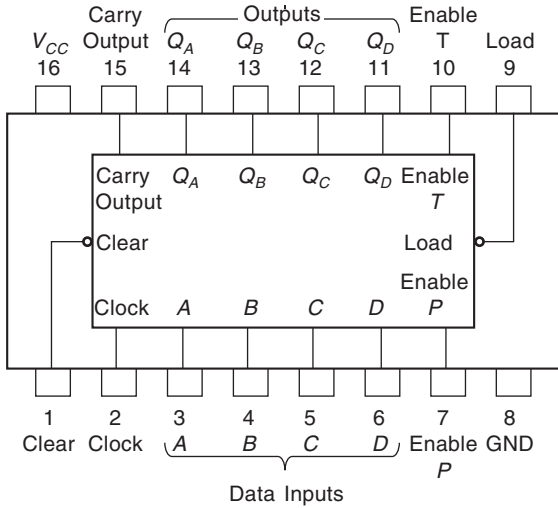 Outputs
Carry Enable
V_CC Output Q_A Q_B Q_C Q_D T Load
16 15 14 13 12 11 10 9
Carry Q_A Q_B Q_C Q_D Enable
Output T
Clear Load
Enable
Clock A B C D P
1 2 3 4 5 6 7 8
Clear Clock A B C D Enable GND
P
Data Inputs